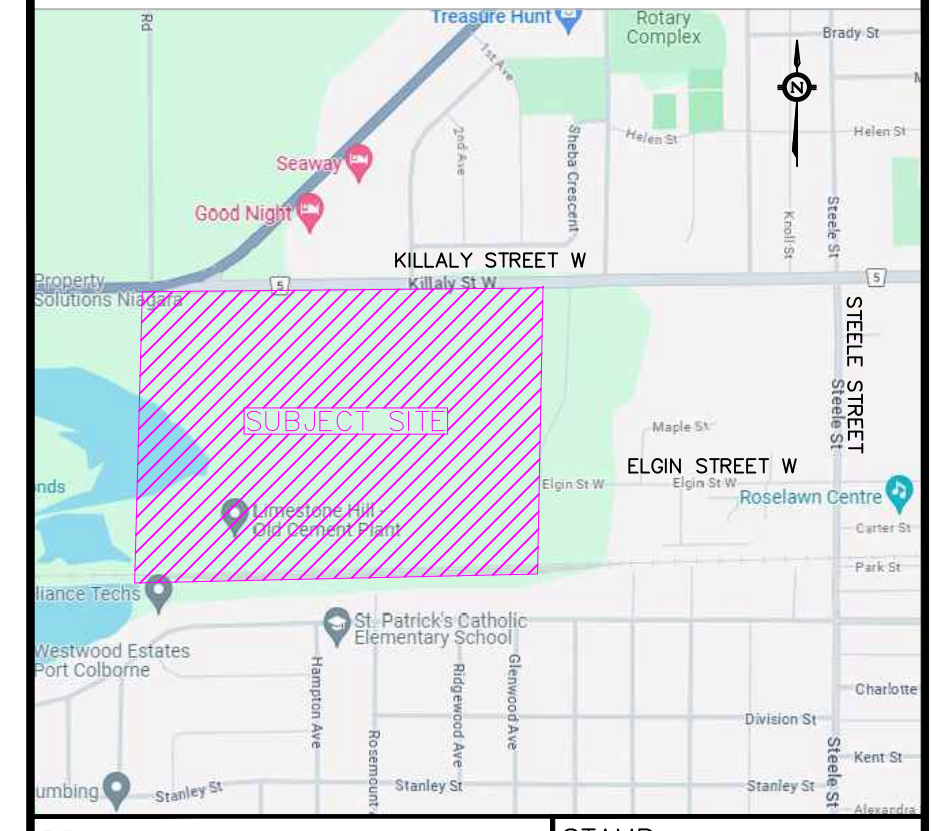 Rd
Treasure Hunt
Rotary
Complex
Brady St
1st Ave
2nd Ave
Sheba Crescent
Helen St
Helen St
N
Seaway
Good Night
Knoll St
Steele St
KILLALY STREET W
Killaly St W
5
5
Property
Solutions Niagara
STEELE STREET
Steele St
SUBJECT SITE
Maple St
ELGIN STREET W
Elgin St W
Elgin St W
Roselawn Centre
onds
Limestone Hill -
Old Cement Plant
Carter St
Park St
liance Techs
St. Patrick's Catholic
Elementary School
Westwood Estates
Port Colborne
Hampton Ave
Rosemount
Ridgewood Ave
Glenwood Ave
Charlotte
Division St
Steele St
Kent St
umbing
Stanley St
Stanley St
Stanley St
Alexandra
STAMP